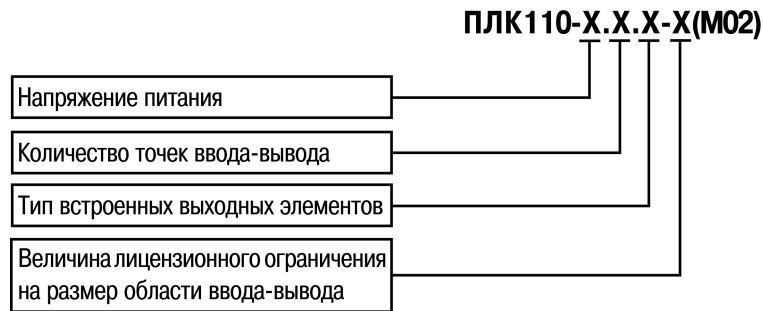 ПЛК110-Х.Х.Х-Х(М02)
Напряжение питания
Количество точек ввода-вывода
Тип встроенных выходных элементов
Величина лицензионного ограничения
на размер области ввода-вывода